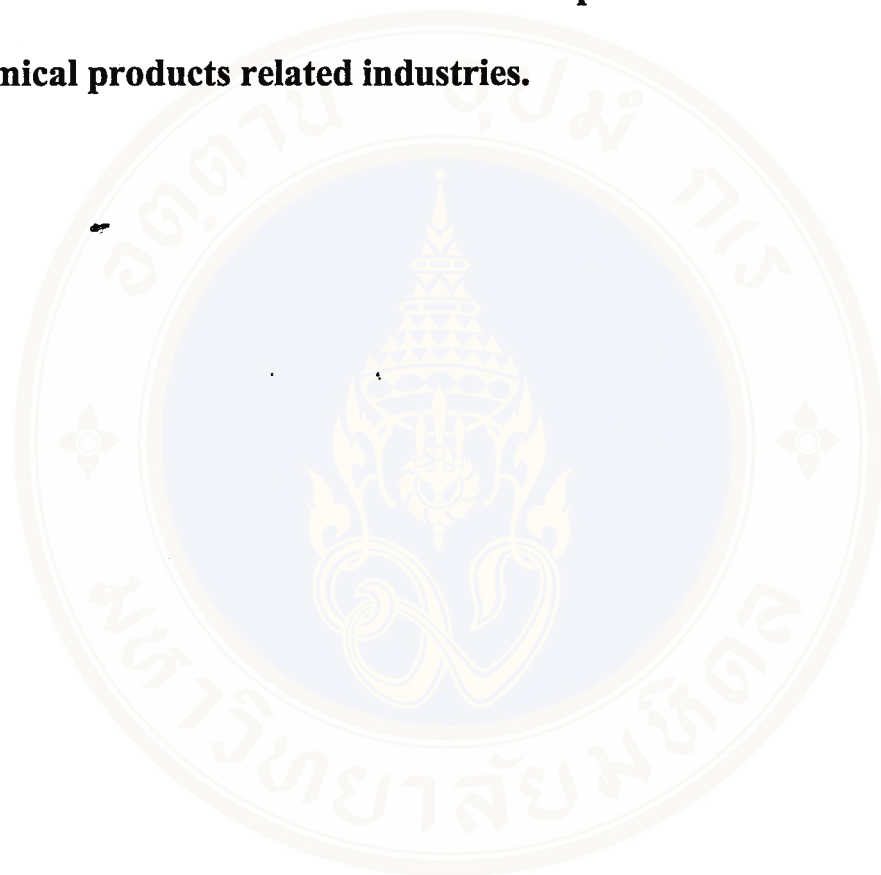 mical products related industries.
อตฺตานํ อุปมํ กเร
มหาวิทยาลัยมหิดล